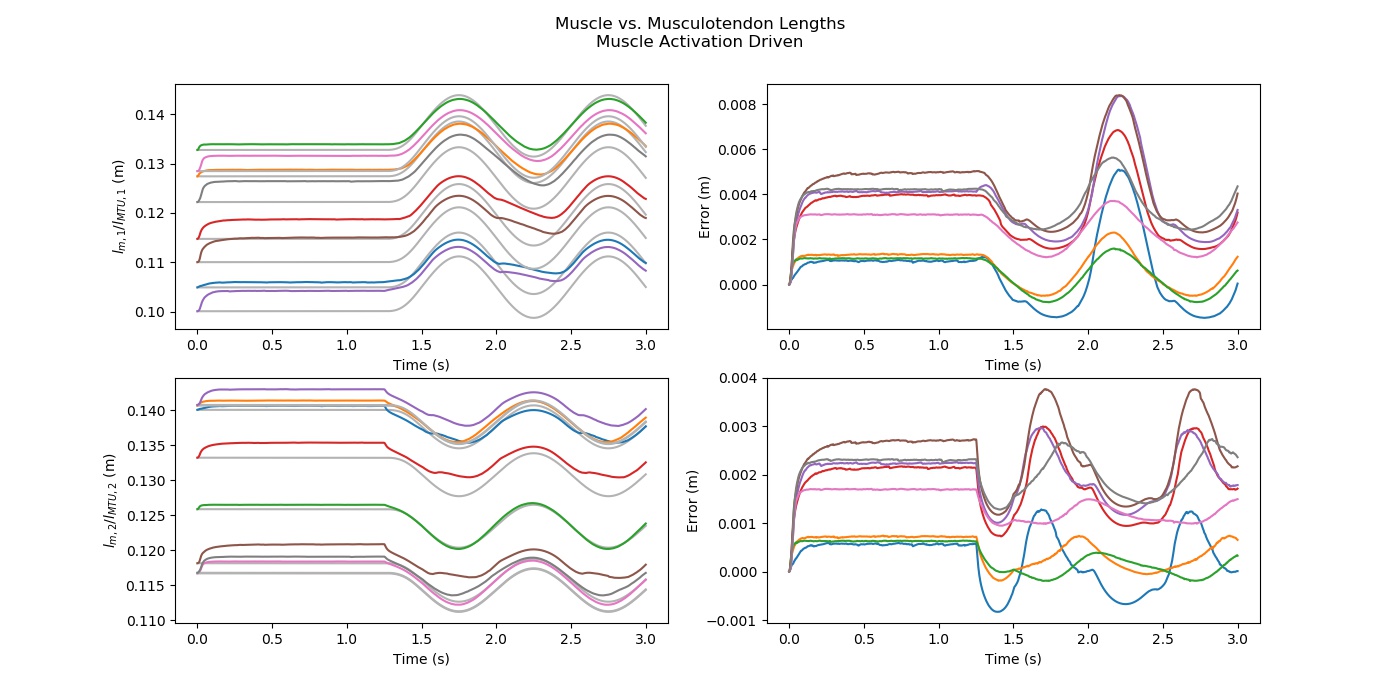 Muscle vs. Musculotendon Lengths
Muscle Activation Driven
l_{m,1}/l_{MTU,1} (m)
0.14
0.13
0.12
0.11
0.10
0.0 0.5 1.0 1.5 2.0 2.5 3.0
Time (s)
Error (m)
0.008
0.006
0.004
0.002
0.000
0.0 0.5 1.0 1.5 2.0 2.5 3.0
Time (s)
l_{m,2}/l_{MTU,2} (m)
0.140
0.135
0.130
0.125
0.120
0.115
0.110
0.0 0.5 1.0 1.5 2.0 2.5 3.0
Time (s)
Error (m)
0.004
0.003
0.002
0.001
0.000
−0.001
0.0 0.5 1.0 1.5 2.0 2.5 3.0
Time (s)